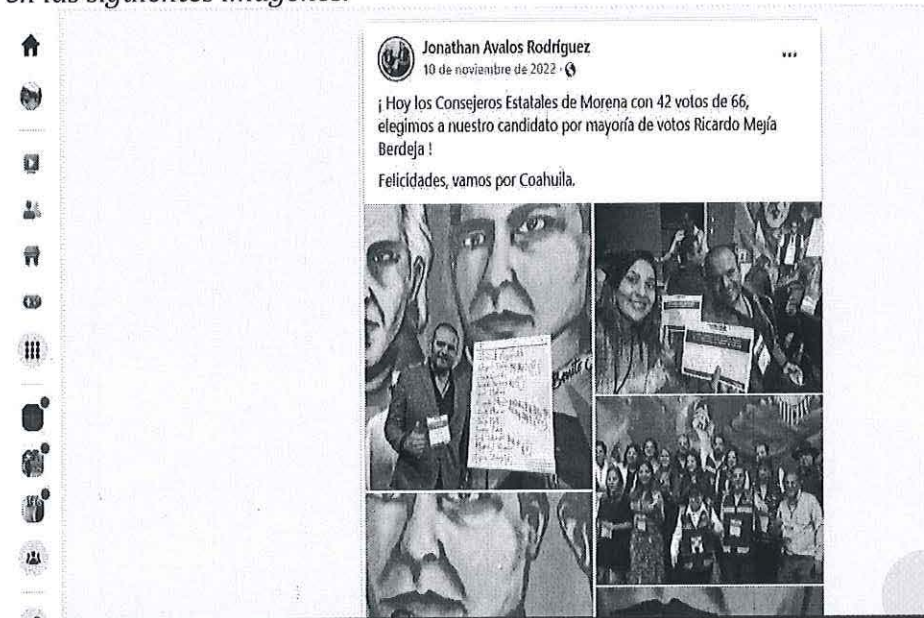 en las siguientes imágenes:
Jonathan Avalos Rodríguez
10 de noviembre de 2022 ·
¡ Hoy los Consejeros Estatales de Morena con 42 votos de 66,
elegimos a nuestro candidato por mayoría de votos Ricardo Mejía
Berdeja !
Felicidades, vamos por Coahuila.
Benito